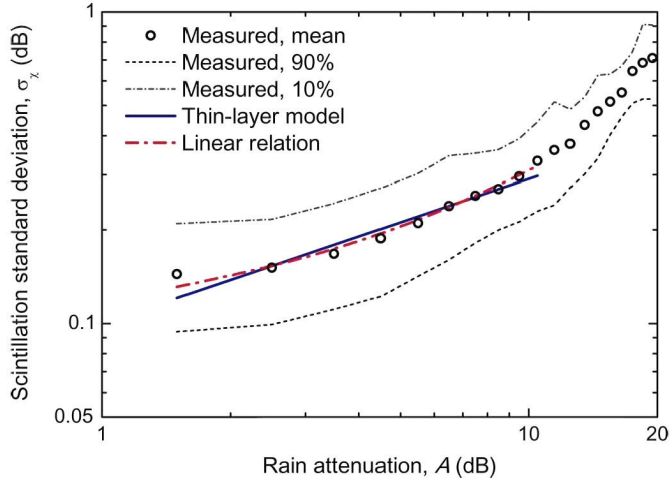 1
Measured, mean
Measured, 90%
Measured, 10%
Thin-layer model
Linear relation
Scintillation standard deviation, σχ (dB)
0.1
0.05
1
10
20
Rain attenuation, A (dB)